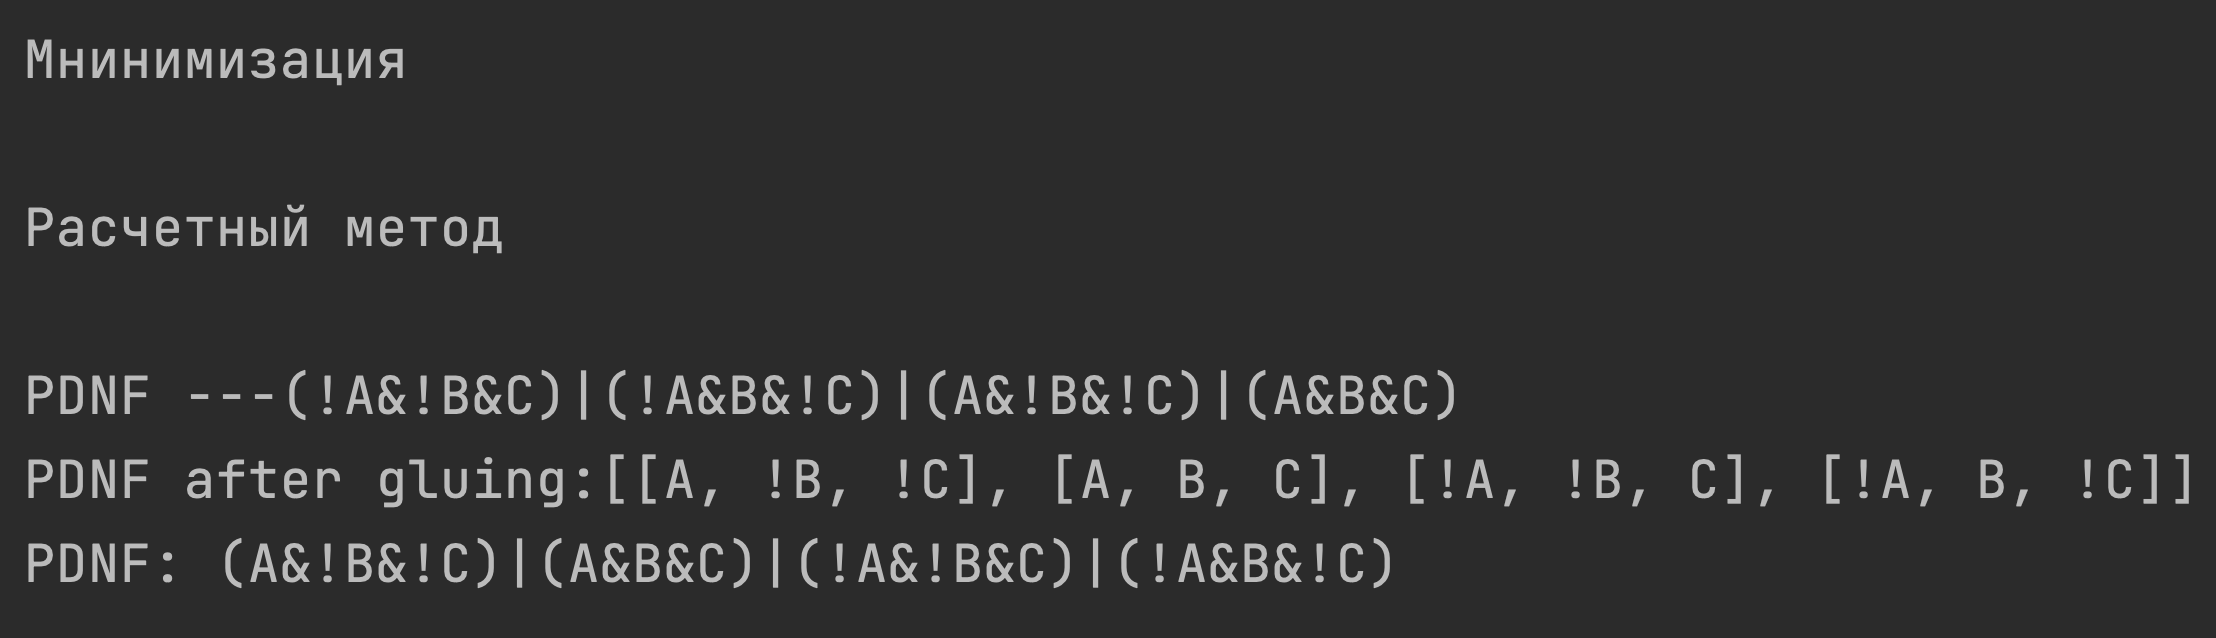 Мнинимизация
Расчетный метод
PDNF ---(!A&!B&C)|(!A&B&!C)|(A&!B&!C)|(A&B&C)
PDNF after gluing:[[A, !B, !C], [A, B, C], [!A, !B, C], [!A, B, !C]]
PDNF: (A&!B&!C)|(A&B&C)|(!A&!B&C)|(!A&B&!C)